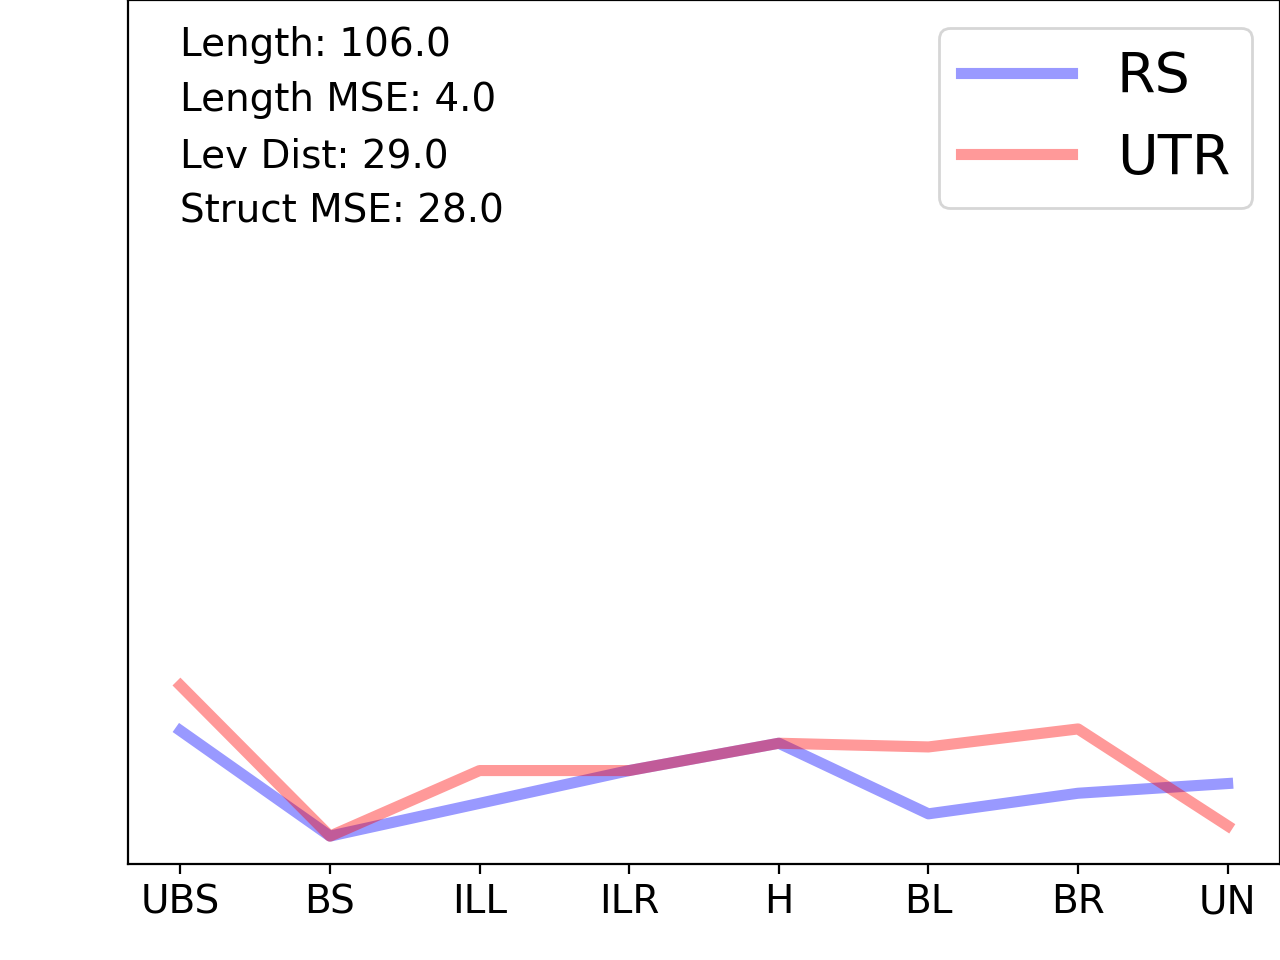 Length: 106.0
Length MSE: 4.0
Lev Dist: 29.0
Struct MSE: 28.0
RS
UTR
UBS BS ILL ILR H BL BR UN